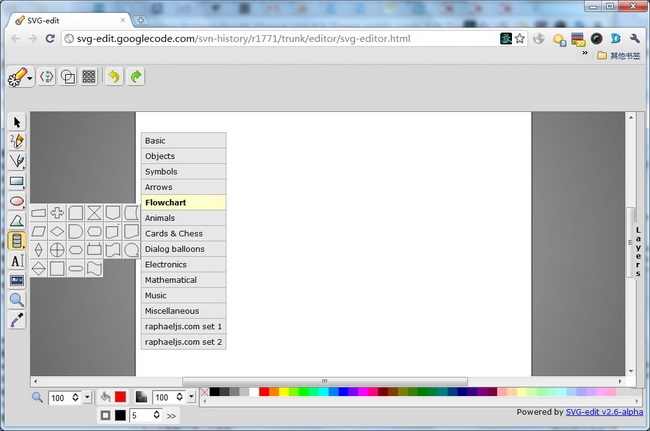 SVG-edit
svg-edit.googlecode.com/svn-history/r1771/trunk/editor/svg-editor.html
» 其他书签
Basic
Objects
Symbols
Arrows
Flowchart
Animals
Cards & Chess
Dialog balloons
Electronics
Mathematical
Music
Miscellaneous
raphaeljs.com set 1
raphaeljs.com set 2
A
Layers
100
100
5 >>
Powered by SVG-edit v2.6-alpha